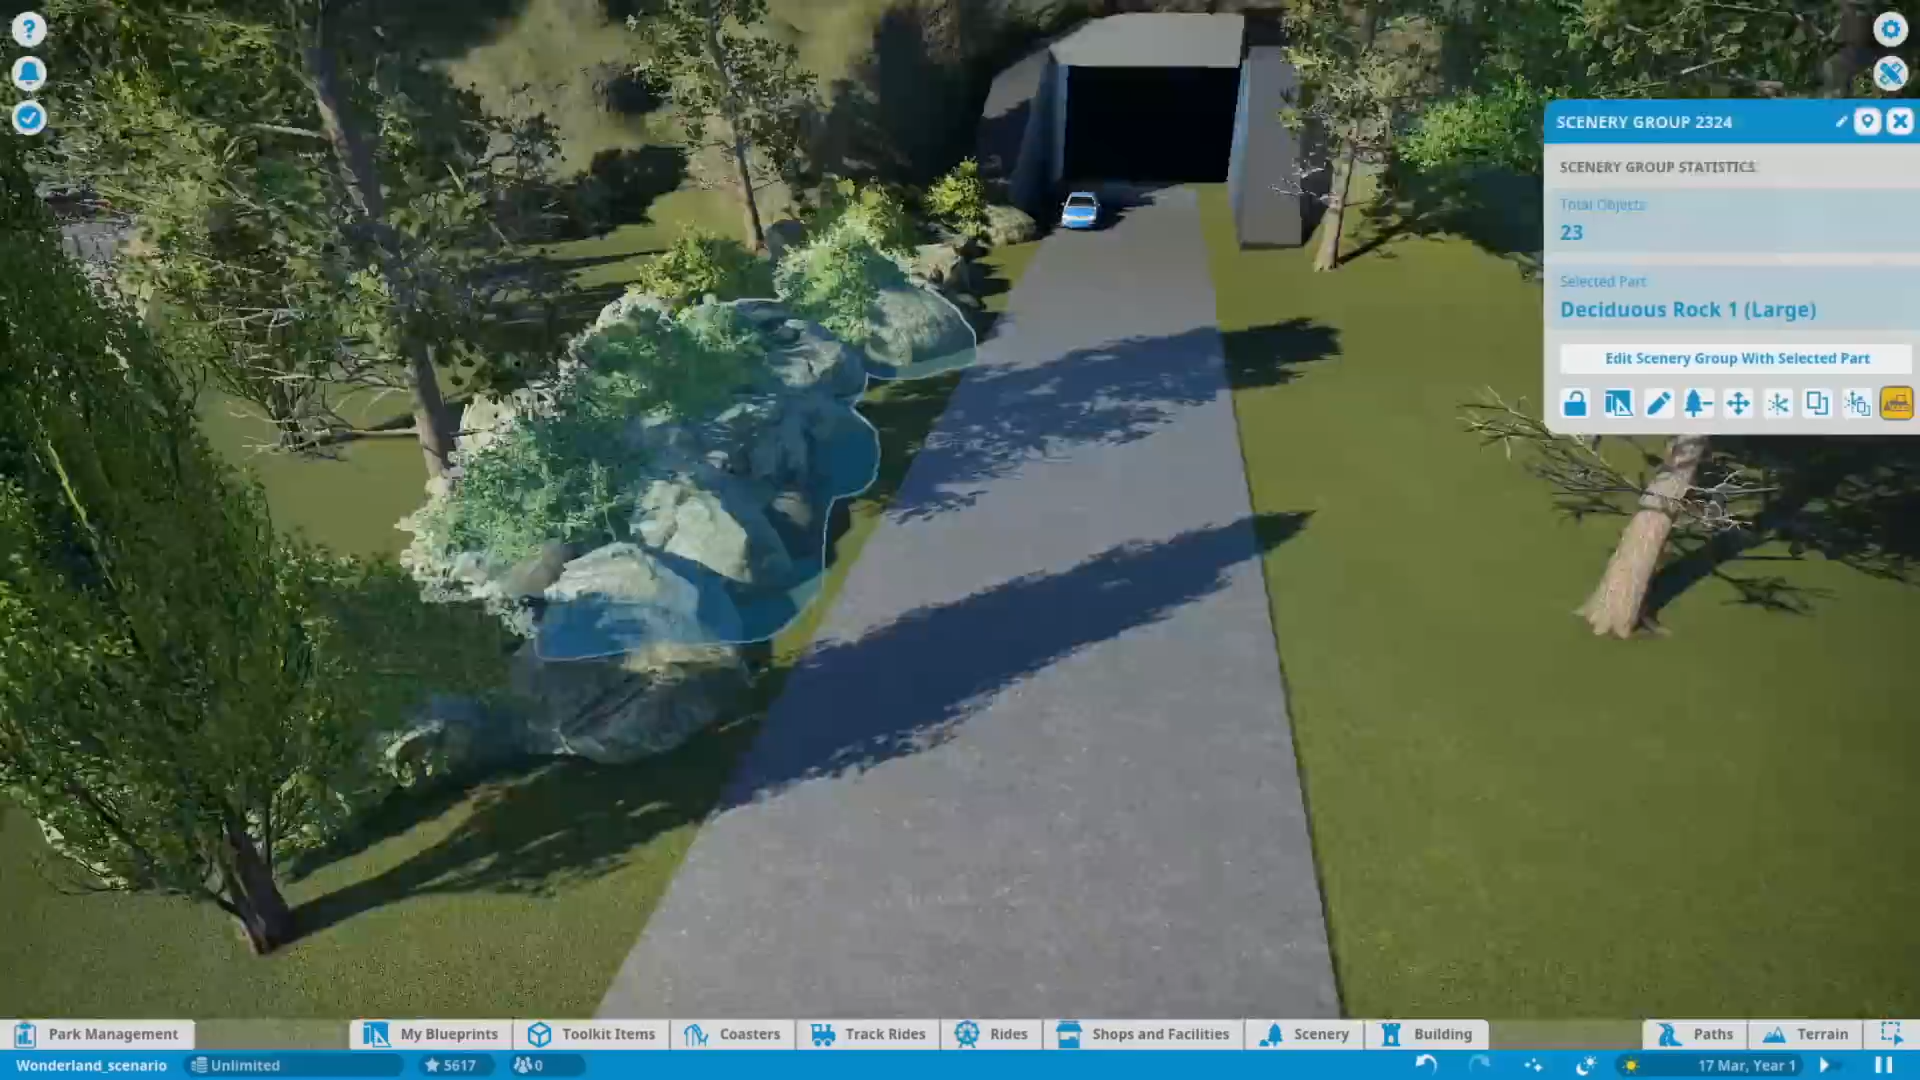 SCENERY GROUP 2324
SCENERY GROUP STATISTICS
Total Objects
23
Selected Part
Deciduous Rock 1 (Large)
Edit Scenery Group With Selected Part
Park Management
My Blueprints
Toolkit Items
Coasters
Track Rides
Rides
Shops and Facilities
Scenery
Building
Paths
Terrain
Wonderland_scenario
Unlimited
5617
0
17 Mar, Year 1